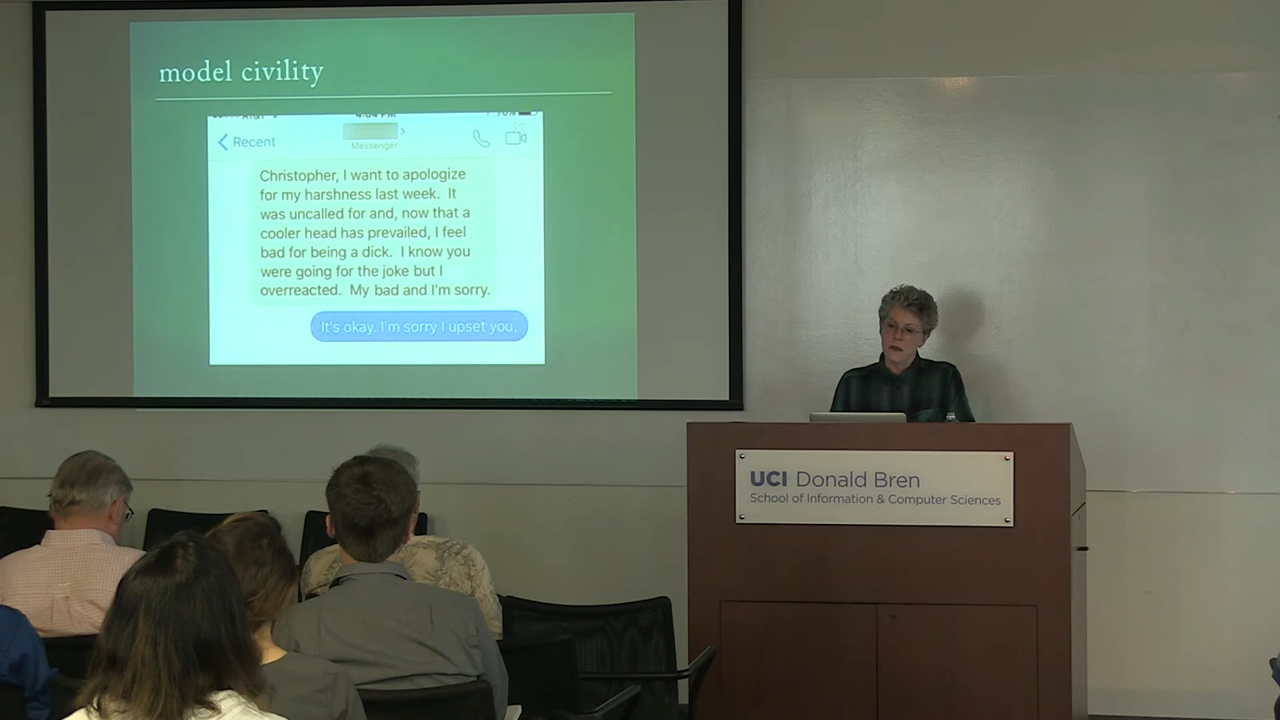 model civility
Recent
Messenger
Christopher, I want to apologize
for my harshness last week. It
was uncalled for and, now that a
cooler head has prevailed, I feel
bad for being a dick. I know you
were going for the joke but I
overreacted. My bad and I'm sorry.
It's okay. I'm sorry I upset you.
UCI Donald Bren
School of Information & Computer Sciences